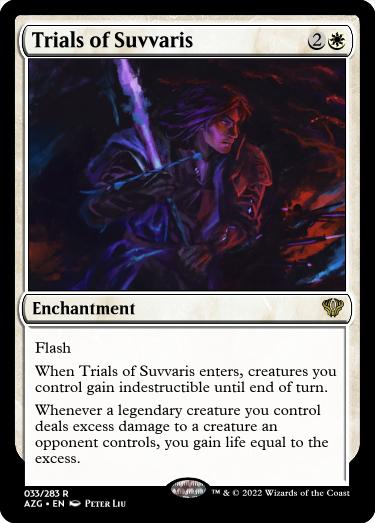 Trials of Suvvaris 2
Enchantment
Flash
When Trials of Suvvaris enters, creatures you
control gain indestructible until end of turn.
Whenever a legendary creature you control
deals excess damage to a creature an
opponent controls, you gain life equal to the
excess.
033/283 R
AZG • EN Peter Liu
™ & © 2022 Wizards of the Coast